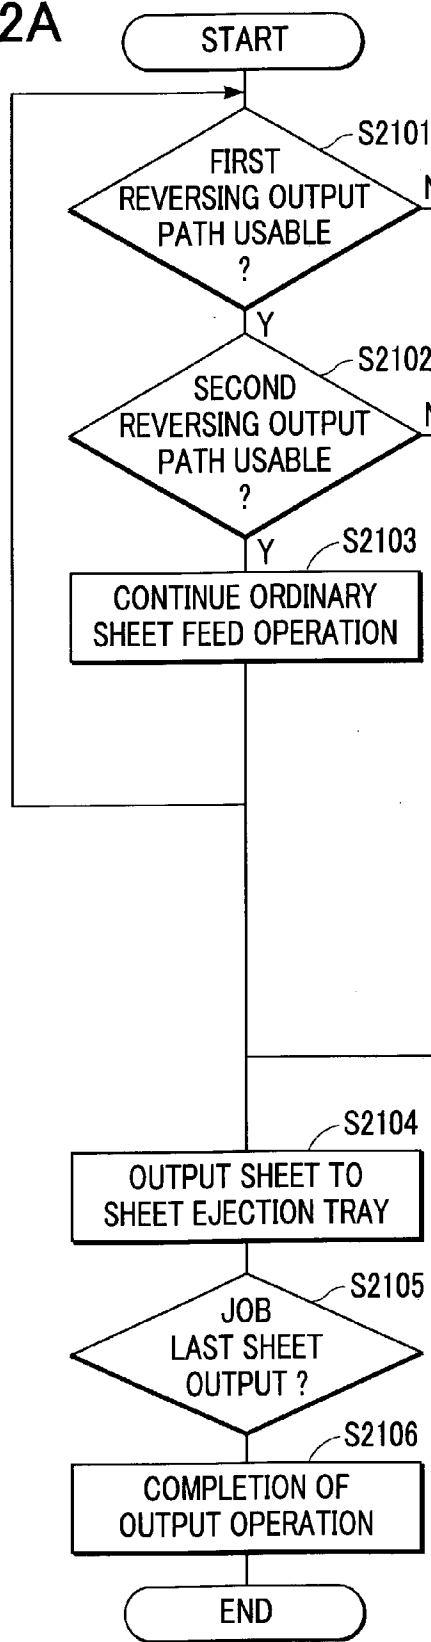 2A
START
S2101
FIRST
REVERSING OUTPUT
PATH USABLE
?
N
Y
S2102
SECOND
REVERSING OUTPUT
PATH USABLE
?
N
Y
S2103
CONTINUE ORDINARY
SHEET FEED OPERATION
S2104
OUTPUT SHEET TO
SHEET EJECTION TRAY
S2105
JOB
LAST SHEET
OUTPUT ?
S2106
COMPLETION OF
OUTPUT OPERATION
END